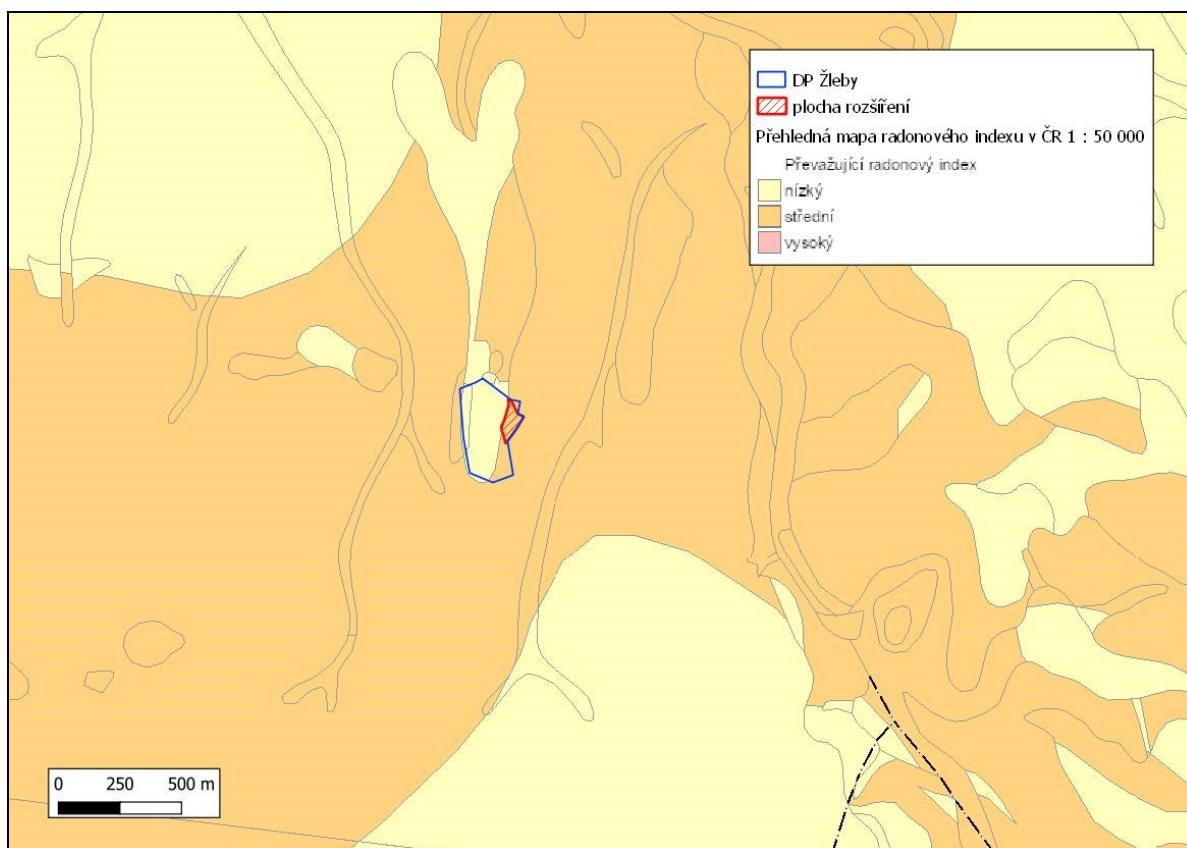 DP Žleby
plocha rozšíření
Přehledná mapa radonového indexu v ČR 1 : 50 000
Převažující radonový index
nízký
střední
vysoký
0 250 500 m